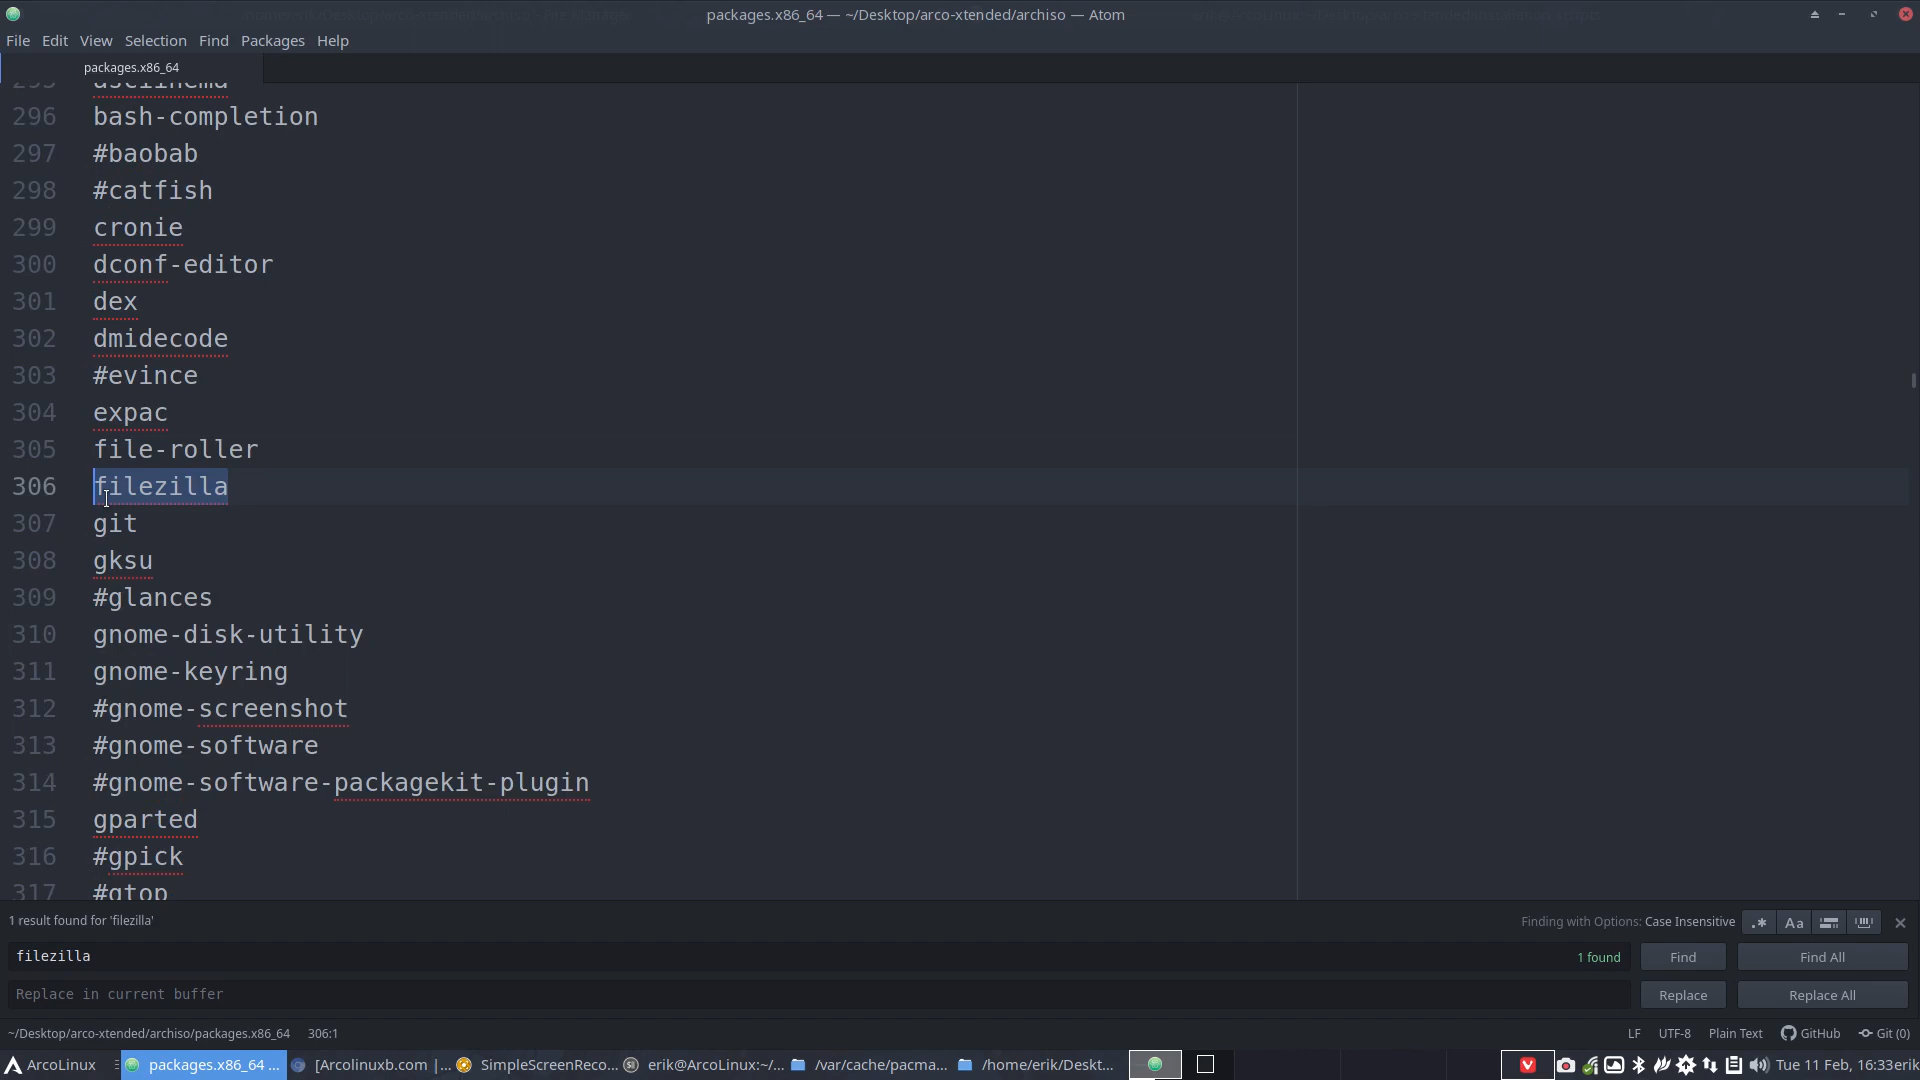 packages.x86_64 — ~/Desktop/arco-xtended/archiso — Atom
File Edit View Selection Find Packages Help
packages.x86_64
295 asciinema
296 bash-completion
297 #baobab
298 #catfish
299 cronie
300 dconf-editor
301 dex
302 dmidecode
303 #evince
304 expac
305 file-roller
306 filezilla
307 git
308 gksu
309 #glances
310 gnome-disk-utility
311 gnome-keyring
312 #gnome-screenshot
313 #gnome-software
314 #gnome-software-packagekit-plugin
315 gparted
316 #gpick
317 #gtop
1 result found for 'filezilla'
Finding with Options: Case Insensitive .* Aa
filezilla 1 found Find Find All
Replace in current buffer Replace Replace All
~/Desktop/arco-xtended/archiso/packages.x86_64 306:1 LF UTF-8 Plain Text GitHub Git (0)
ArcoLinux packages.x86_64 ... [Arcolinuxb.com |... SimpleScreenReco... erik@ArcoLinux:~/... /var/cache/pacma... /home/erik/Deskt... Tue 11 Feb, 16:33 erik